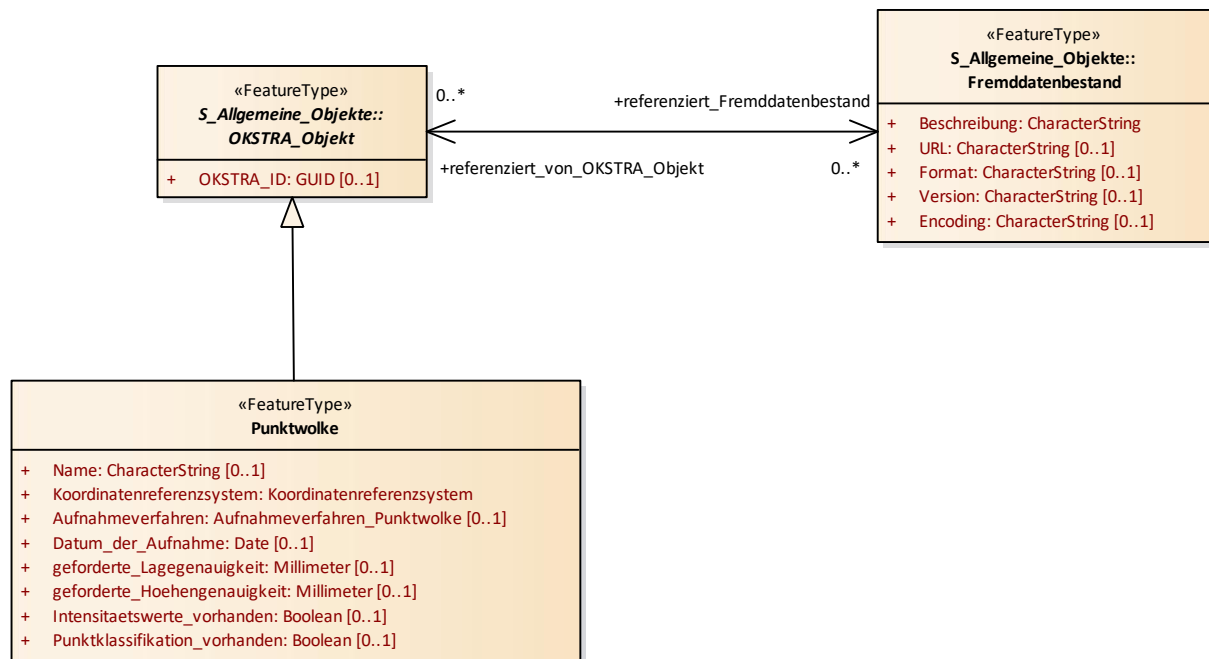 «FeatureType»
S_Allgemeine_Objekte::
OKSTRA_Objekt
+ OKSTRA_ID: GUID [0..1]
0..*
+referenziert_Fremddatenbestand
+referenziert_von_OKSTRA_Objekt
0..*
«FeatureType»
S_Allgemeine_Objekte::
Fremddatenbestand
+ Beschreibung: CharacterString
+ URL: CharacterString [0..1]
+ Format: CharacterString [0..1]
+ Version: CharacterString [0..1]
+ Encoding: CharacterString [0..1]
«FeatureType»
Punktwolke
+ Name: CharacterString [0..1]
+ Koordinatenreferenzsystem: Koordinatenreferenzsystem
+ Aufnahmeverfahren: Aufnahmeverfahren_Punktwolke [0..1]
+ Datum_der_Aufnahme: Date [0..1]
+ geforderte_Lagegenauigkeit: Millimeter [0..1]
+ geforderte_Hoehengenauigkeit: Millimeter [0..1]
+ Intensitaetswerte_vorhanden: Boolean [0..1]
+ Punktklassifikation_vorhanden: Boolean [0..1]